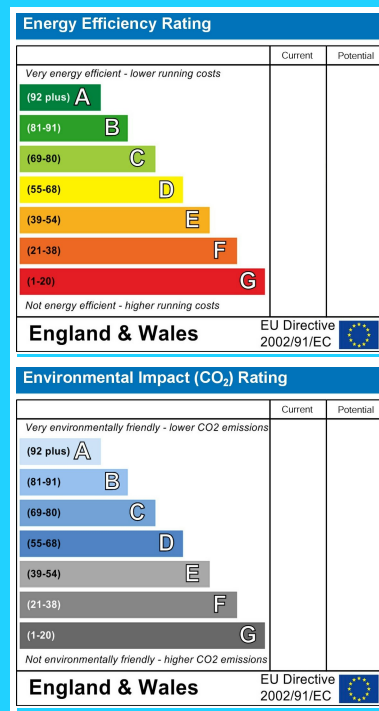 Energy Efficiency Rating
Current Potential
Very energy efficient - lower running costs
(92 plus) A
(81-91) B
(69-80) C
(55-68) D
(39-54) E
(21-38) F
(1-20) G
Not energy efficient - higher running costs
England & Wales
EU Directive
2002/91/EC
Environmental Impact (CO₂) Rating
Current Potential
Very environmentally friendly - lower CO2 emissions
(92 plus) A
(81-91) B
(69-80) C
(55-68) D
(39-54) E
(21-38) F
(1-20) G
Not environmentally friendly - higher CO2 emissions
England & Wales
EU Directive
2002/91/EC